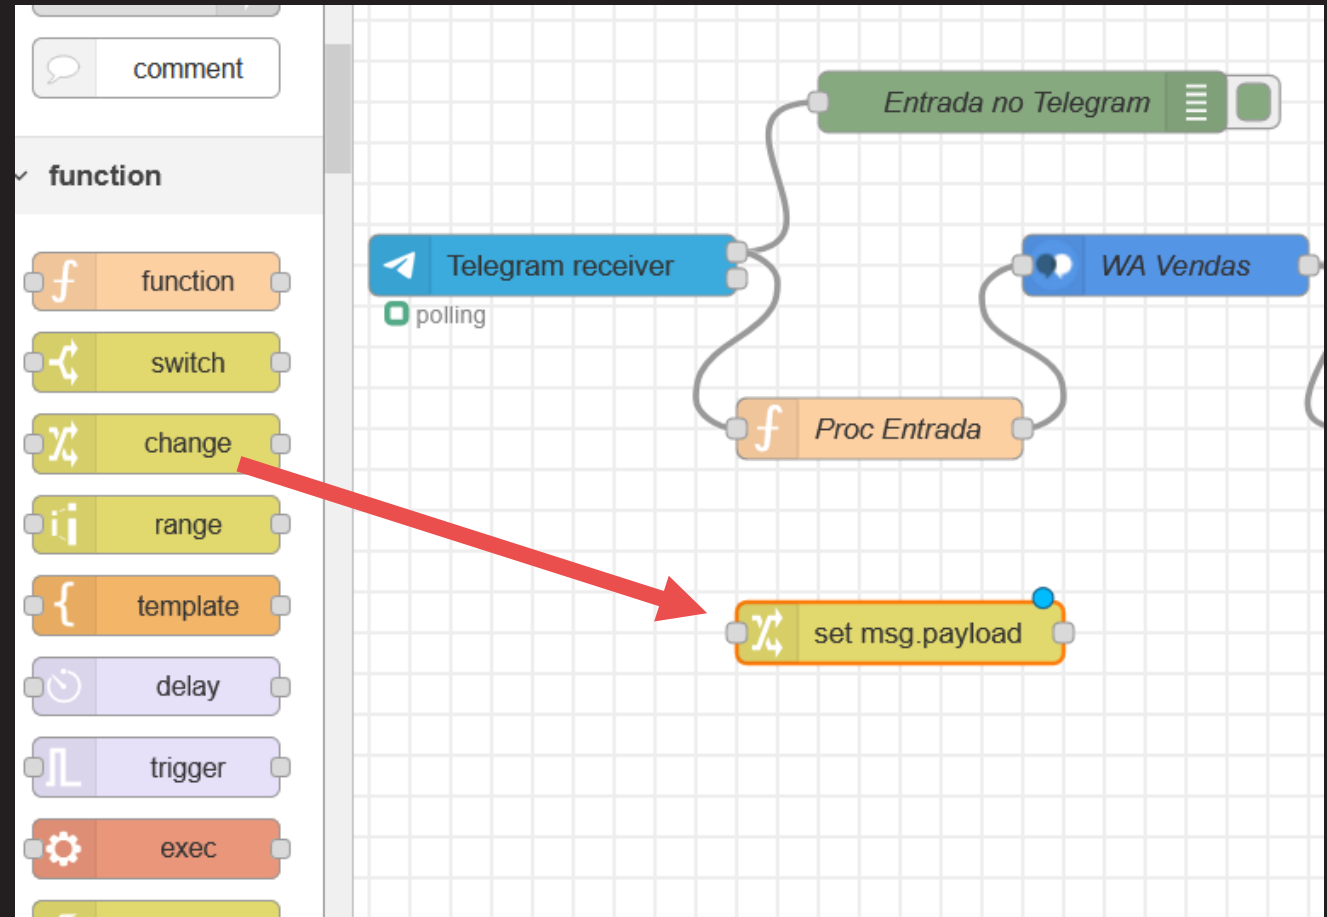 comment
function
function
switch
change
range
template
delay
trigger
exec
Entrada no Telegram
Telegram receiver
polling
WA Vendas
Proc Entrada
set msg.payload